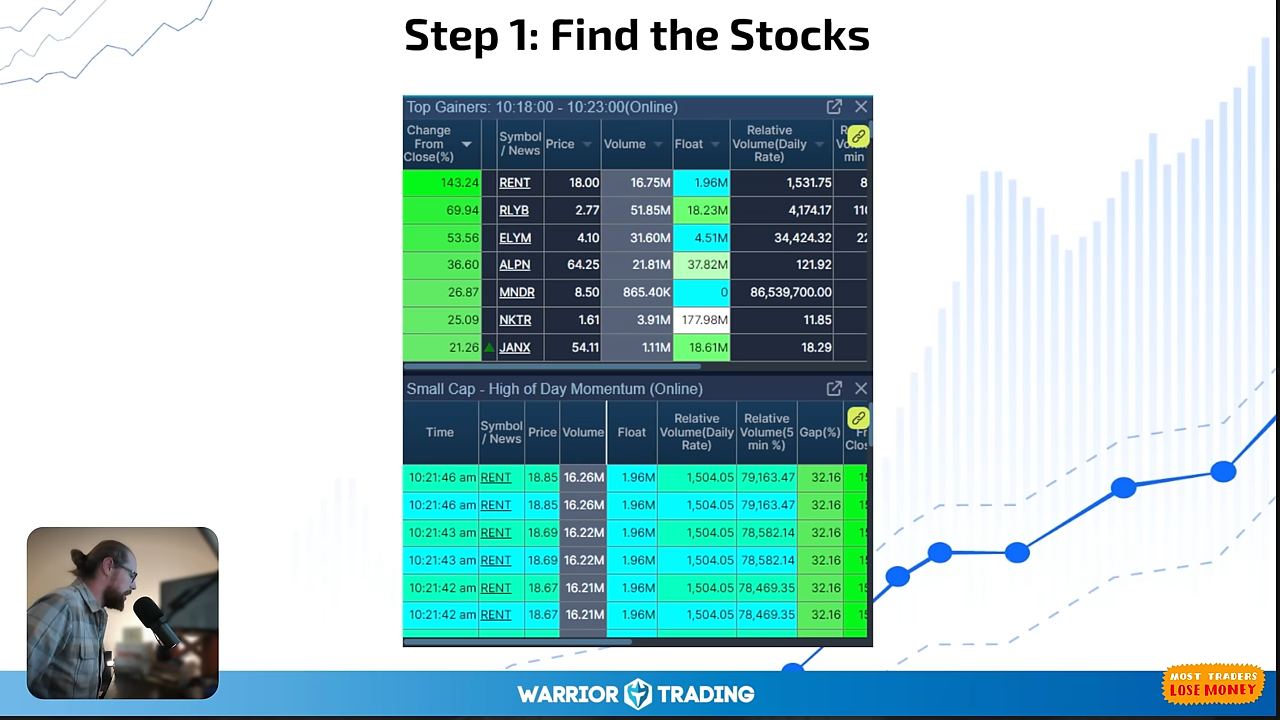 Step 1: Find the Stocks
Top Gainers: 10:18:00 - 10:23:00(Online)
Change From Close(%) Symbol / News Price Volume Float Relative Volume(Daily Rate) min
143.24 RENT 18.00 16.75M 1.96M 1,531.75 8
69.94 RLYB 2.77 51.85M 18.23M 4,174.17
53.56 ELYM 4.10 31.60M 4.51M 34,424.32
36.60 ALPN 64.25 21.81M 37.82M 121.92
26.87 MNDR 8.50 865.40K 0 86,539,700.00
25.09 NKTR 1.61 3.91M 177.98M 11.85
21.26 JANX 54.11 1.11M 18.61M 18.29
Small Cap - High of Day Momentum (Online)
Time Symbol / News Price Volume Float Relative Volume(Daily Rate) Relative Volume(5 min %) Gap(%)
10:21:46 am RENT 18.85 16.26M 1.96M 1,504.05 79,163.47 32.16
10:21:46 am RENT 18.85 16.26M 1.96M 1,504.05 79,163.47 32.16
10:21:43 am RENT 18.69 16.22M 1.96M 1,504.05 78,582.14 32.16
10:21:43 am RENT 18.69 16.22M 1.96M 1,504.05 78,582.14 32.16
10:21:42 am RENT 18.67 16.21M 1.96M 1,504.05 78,469.35 32.16
10:21:42 am RENT 18.67 16.21M 1.96M 1,504.05 78,469.35 32.16
WARRIOR TRADING
MOST TRADERS
LOSE MONEY